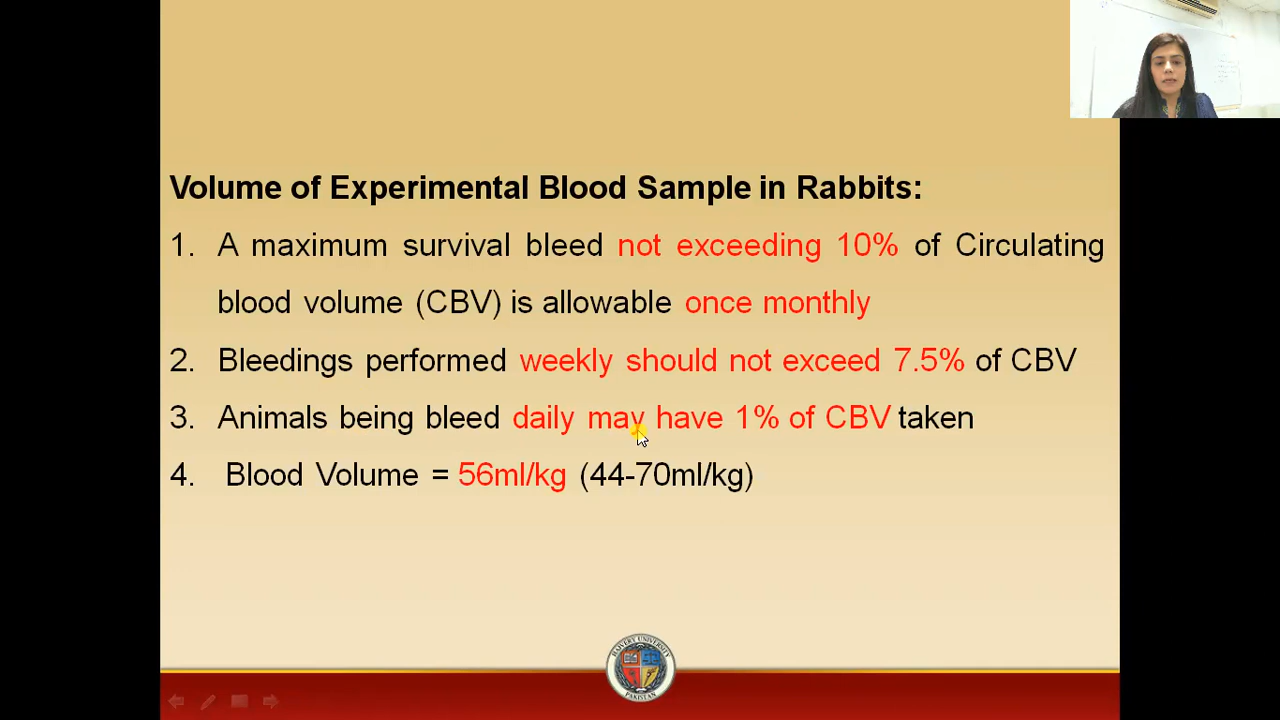 Volume of Experimental Blood Sample in Rabbits:
1. A maximum survival bleed not exceeding 10% of Circulating
blood volume (CBV) is allowable once monthly
2. Bleedings performed weekly should not exceed 7.5% of CBV
3. Animals being bleed daily may have 1% of CBV taken
4. Blood Volume = 56ml/kg (44-70ml/kg)
PAKISTAN